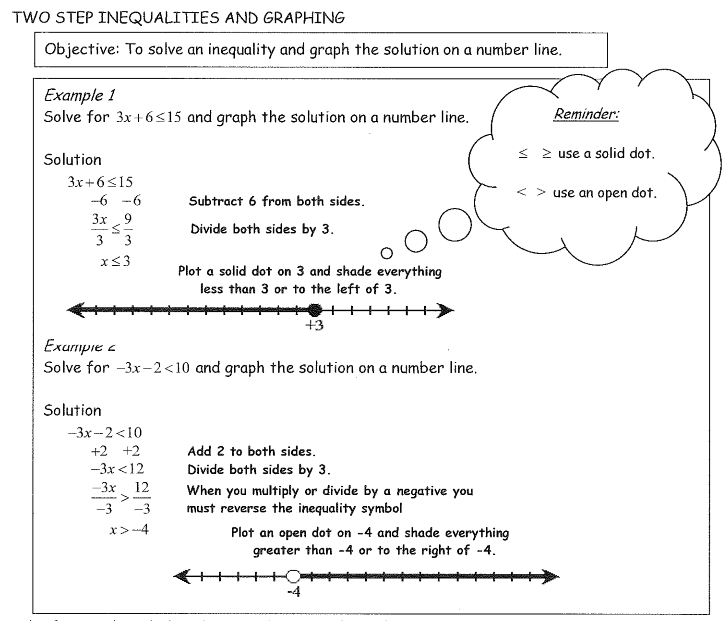 TWO STEP INEQUALITIES AND GRAPHING
Objective: To solve an inequality and graph the solution on a number line.
Example 1
Solve for 3x+6≤15 and graph the solution on a number line.
Reminder:
≤ ≥ use a solid dot.
< > use an open dot.
Solution
3x+6≤15
−6 −6
Subtract 6 from both sides.
3x/3 ≤ 9/3
Divide both sides by 3.
x≤3
Plot a solid dot on 3 and shade everything
less than 3 or to the left of 3.
+3
Example 2
Solve for −3x−2<10 and graph the solution on a number line.
Solution
−3x−2<10
+2 +2
Add 2 to both sides.
−3x<12
Divide both sides by 3.
−3x/−3 > 12/−3
When you multiply or divide by a negative you
must reverse the inequality symbol
x>−4
Plot an open dot on -4 and shade everything
greater than -4 or to the right of -4.
-4